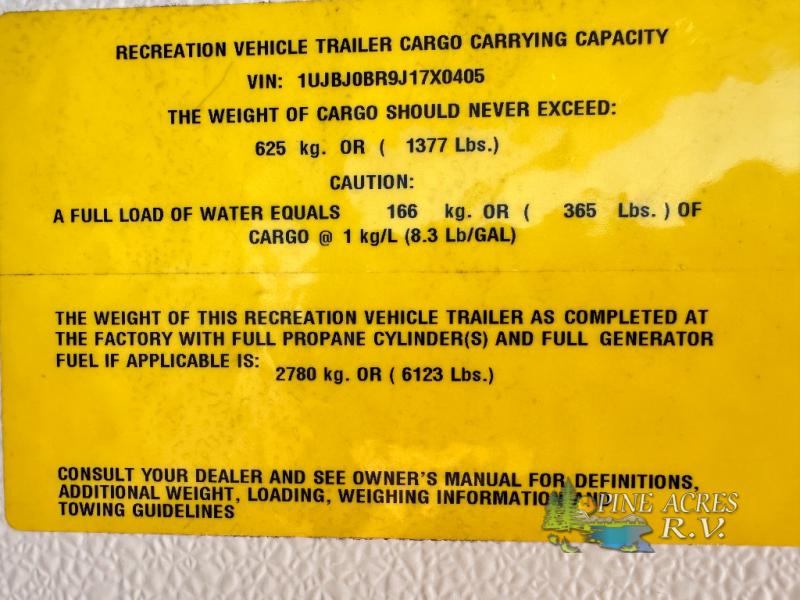 RECREATION VEHICLE TRAILER CARGO CARRYING CAPACITY
VIN: 1UJBJ0BR9J17X0405
THE WEIGHT OF CARGO SHOULD NEVER EXCEED:
625 kg. OR ( 1377 Lbs.)
CAUTION:
A FULL LOAD OF WATER EQUALS 166 kg. OR ( 365 Lbs. ) OF
CARGO @ 1 kg/L (8.3 Lb/GAL)
THE WEIGHT OF THIS RECREATION VEHICLE TRAILER AS COMPLETED AT
THE FACTORY WITH FULL PROPANE CYLINDER(S) AND FULL GENERATOR
FUEL IF APPLICABLE IS:
2780 kg. OR ( 6123 Lbs.)
CONSULT YOUR DEALER AND SEE OWNER'S MANUAL FOR DEFINITIONS,
ADDITIONAL WEIGHT, LOADING, WEIGHING INFORMATION AND
TOWING GUIDELINES
PINE ACRES
R.V.